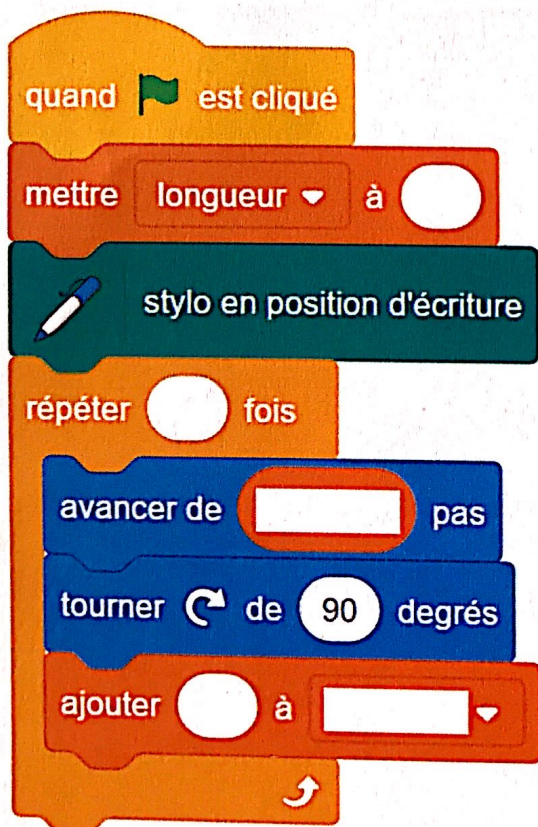 quand est cliqué
mettre longueur à
stylo en position d'écriture
répéter fois
avancer de pas
tourner de 90 degrés
ajouter à